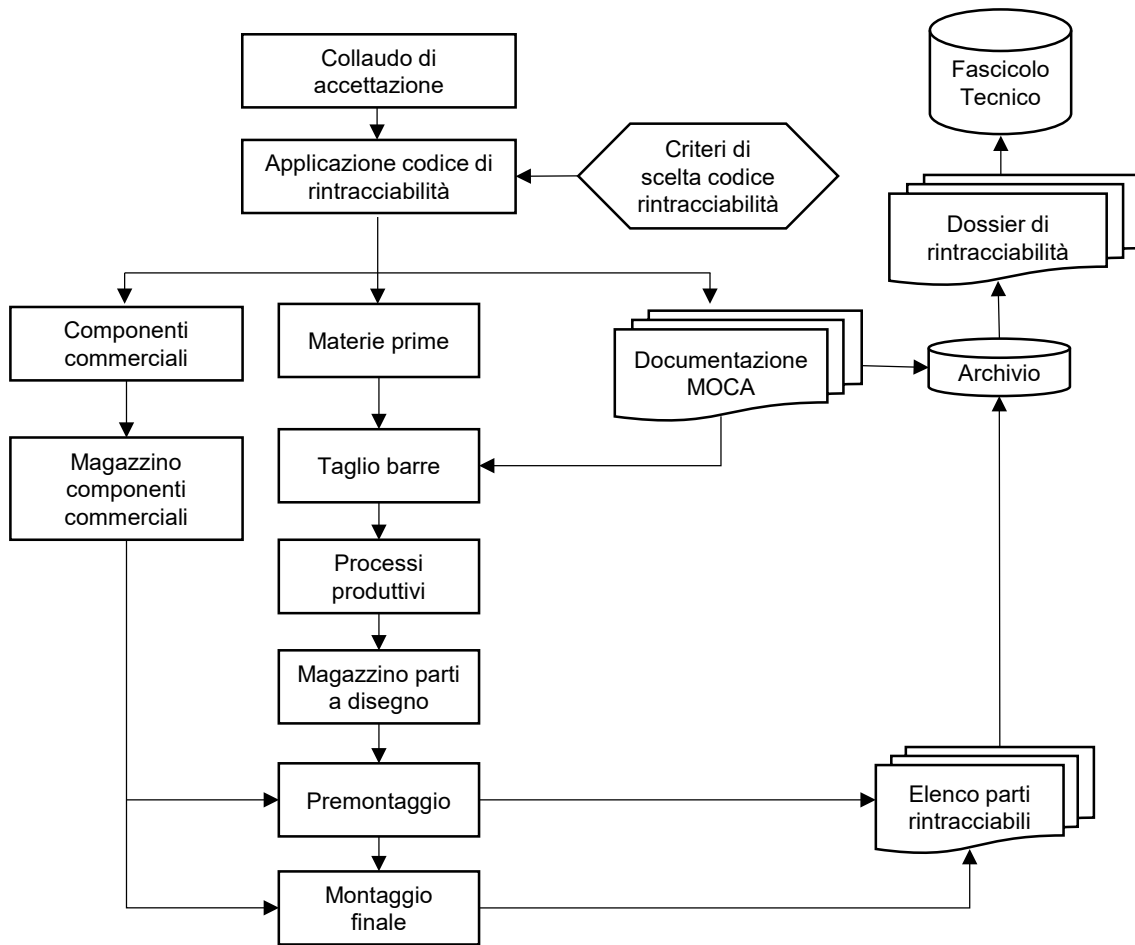 Collaudo di
accettazione
Fascicolo
Tecnico
Applicazione codice di
rintracciabilità
Criteri di
scelta codice
rintracciabilità
Dossier di
rintracciabilità
Componenti
commerciali
Materie prime
Documentazione
MOCA
Archivio
Magazzino
componenti
commerciali
Taglio barre
Processi
produttivi
Magazzino parti
a disegno
Premontaggio
Elenco parti
rintracciabili
Montaggio
finale